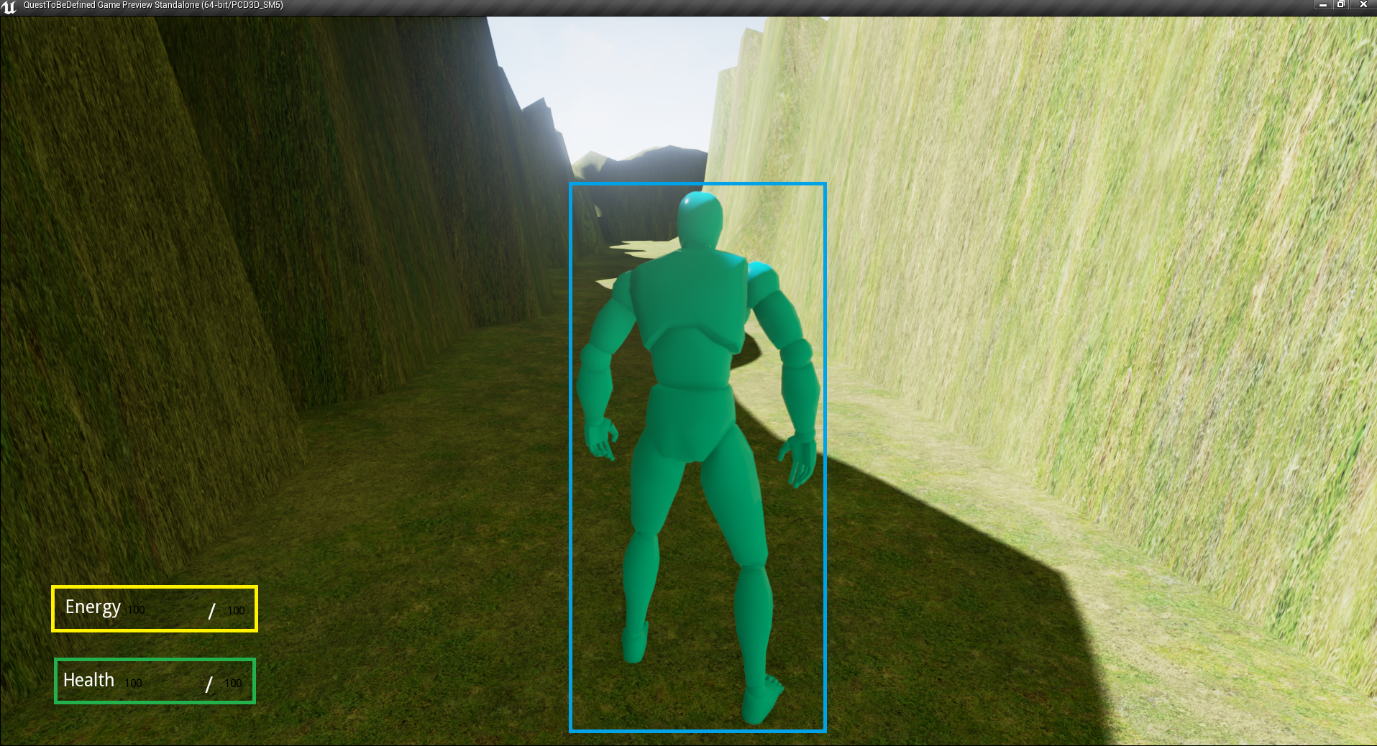 QuestToBeDefined Game Preview Standalone (64-bit/PCD3D_SM5)
Energy 100 / 100
Health 100 / 100